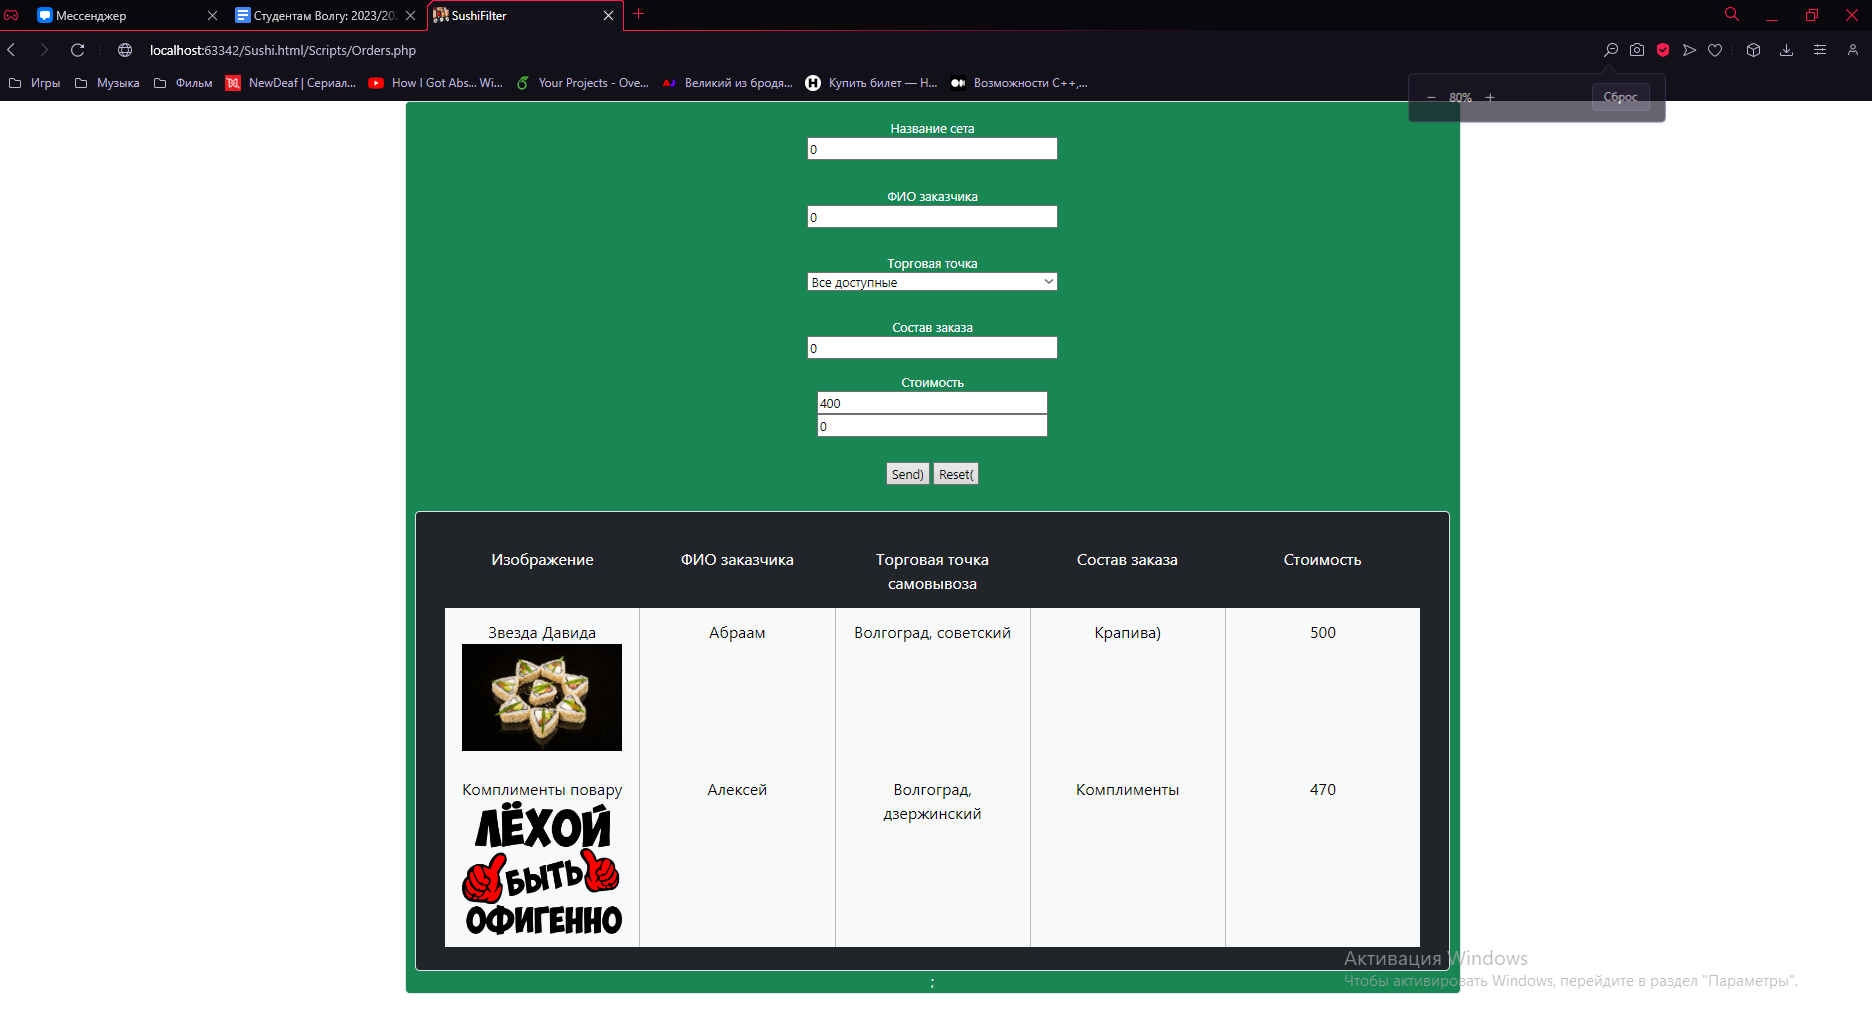 Мессенджер
Студентам Волгу: 2023/20
SushiFilter
localhost:63342/Sushi.html/Scripts/Orders.php
Игры
Музыка
Фильм
NewDeaf | Сериал...
How I Got Abs... Wi...
Your Projects - Ove...
Великий из бродя...
Купить билет — H...
Возможности C++,...
80%
Сброс
Название сета
0
ФИО заказчика
0
Торговая точка
Все доступные
Состав заказа
0
Стоимость
400
0
Send) Reset(
Изображение ФИО заказчика Торговая точка Состав заказа Стоимость
самовывоза
Звезда Давида Абраам Волгоград, советский Крапива) 500
Комплименты повару Алексей Волгоград, Комплименты 470
дзержинский
ЛЁХОЙ
БЫТЬ
ОФИГЕННО
;
Активация Windows
Чтобы активировать Windows, перейдите в раздел "Параметры".